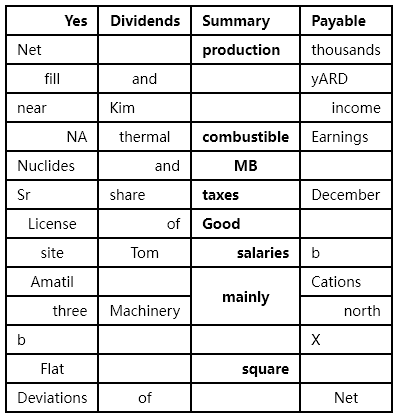 Yes Dividends Summary Payable
Net production thousands
fill and yARD
near Kim income
NA thermal combustible Earnings
Nuclides and MB
Sr share taxes December
License of Good
site Tom salaries b
Amatil mainly Cations
three Machinery north
b X
Flat square
Deviations of Net